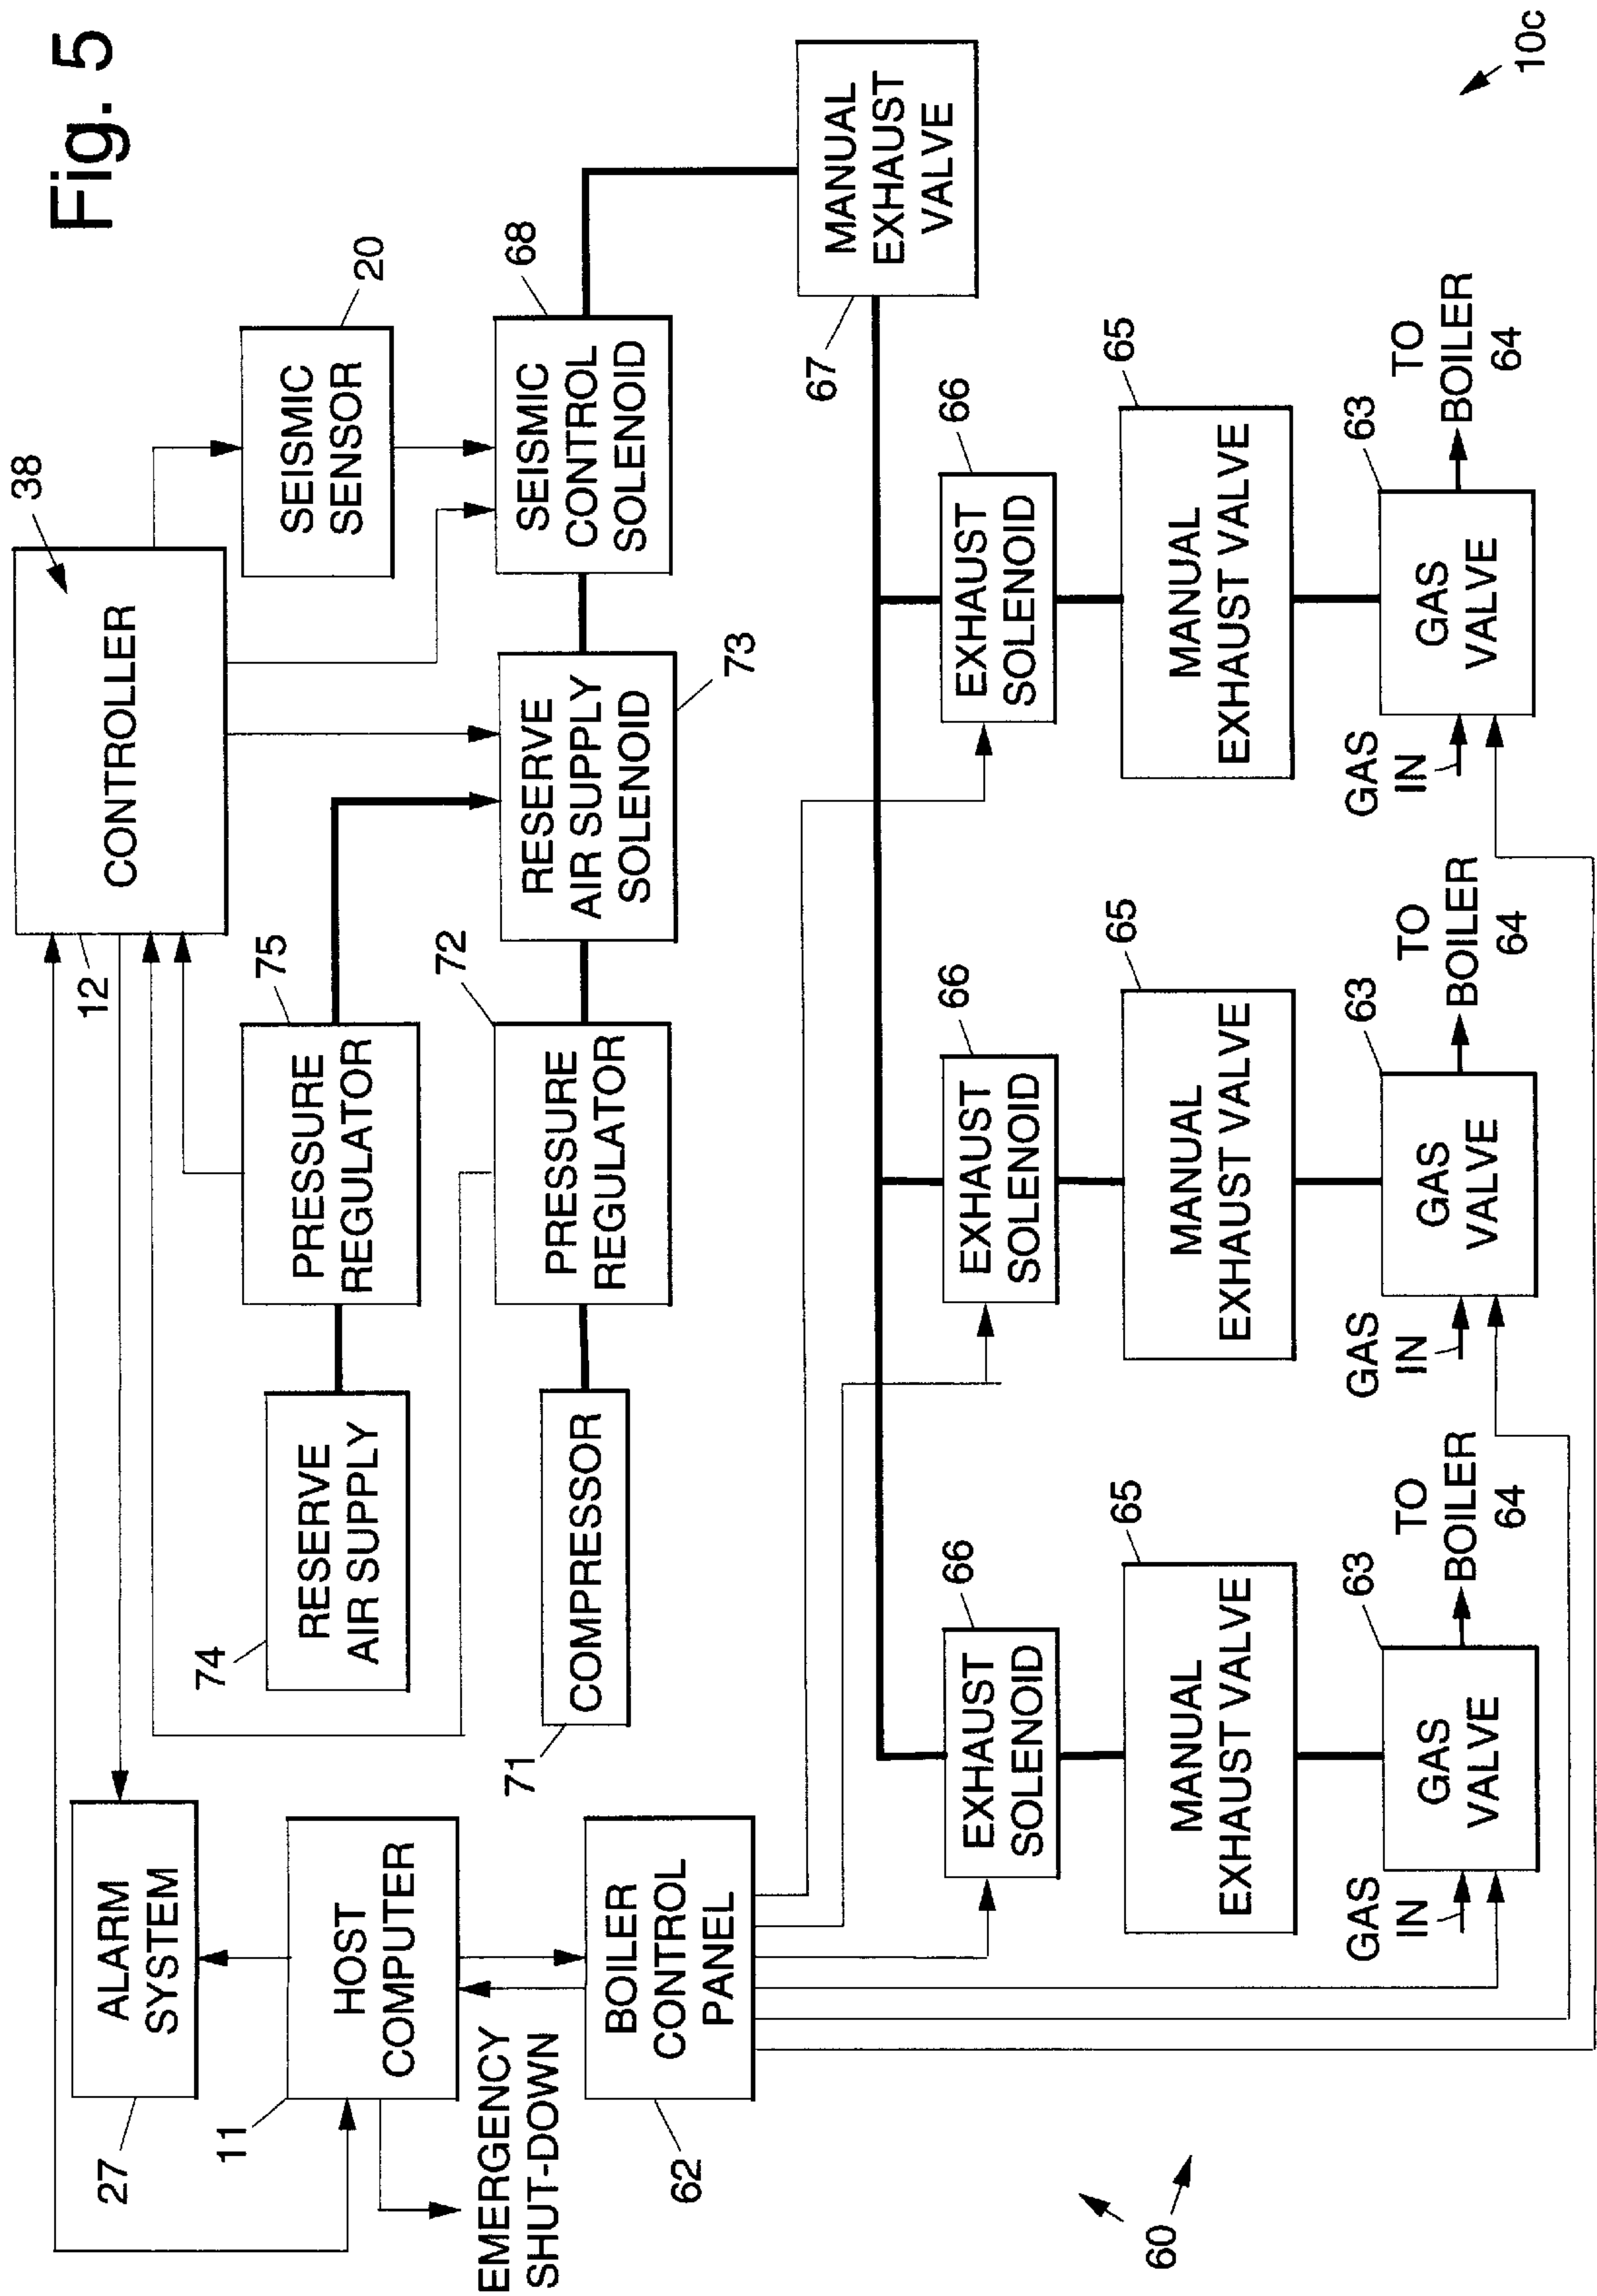 Fig. 5
38
CONTROLLER
12
ALARM
SYSTEM
27
SEISMIC
SENSOR
20
75
PRESSURE
REGULATOR
RESERVE
AIR SUPPLY
74
HOST
COMPUTER
11
EMERGENCY
SHUT-DOWN
68
SEISMIC
CONTROL
SOLENOID
RESERVE
AIR SUPPLY
SOLENOID
73
72
PRESSURE
REGULATOR
COMPRESSOR
71
BOILER
CONTROL
PANEL
62
MANUAL
EXHAUST
VALVE
67
66
EXHAUST
SOLENOID
66
EXHAUST
SOLENOID
66
EXHAUST
SOLENOID
65
MANUAL
EXHAUST VALVE
65
MANUAL
EXHAUST VALVE
65
MANUAL
EXHAUST VALVE
GAS
IN
63
GAS
VALVE
TO
BOILER
64
GAS
IN
63
GAS
VALVE
TO
BOILER
64
GAS
IN
63
GAS
VALVE
TO
BOILER
64
60
10c